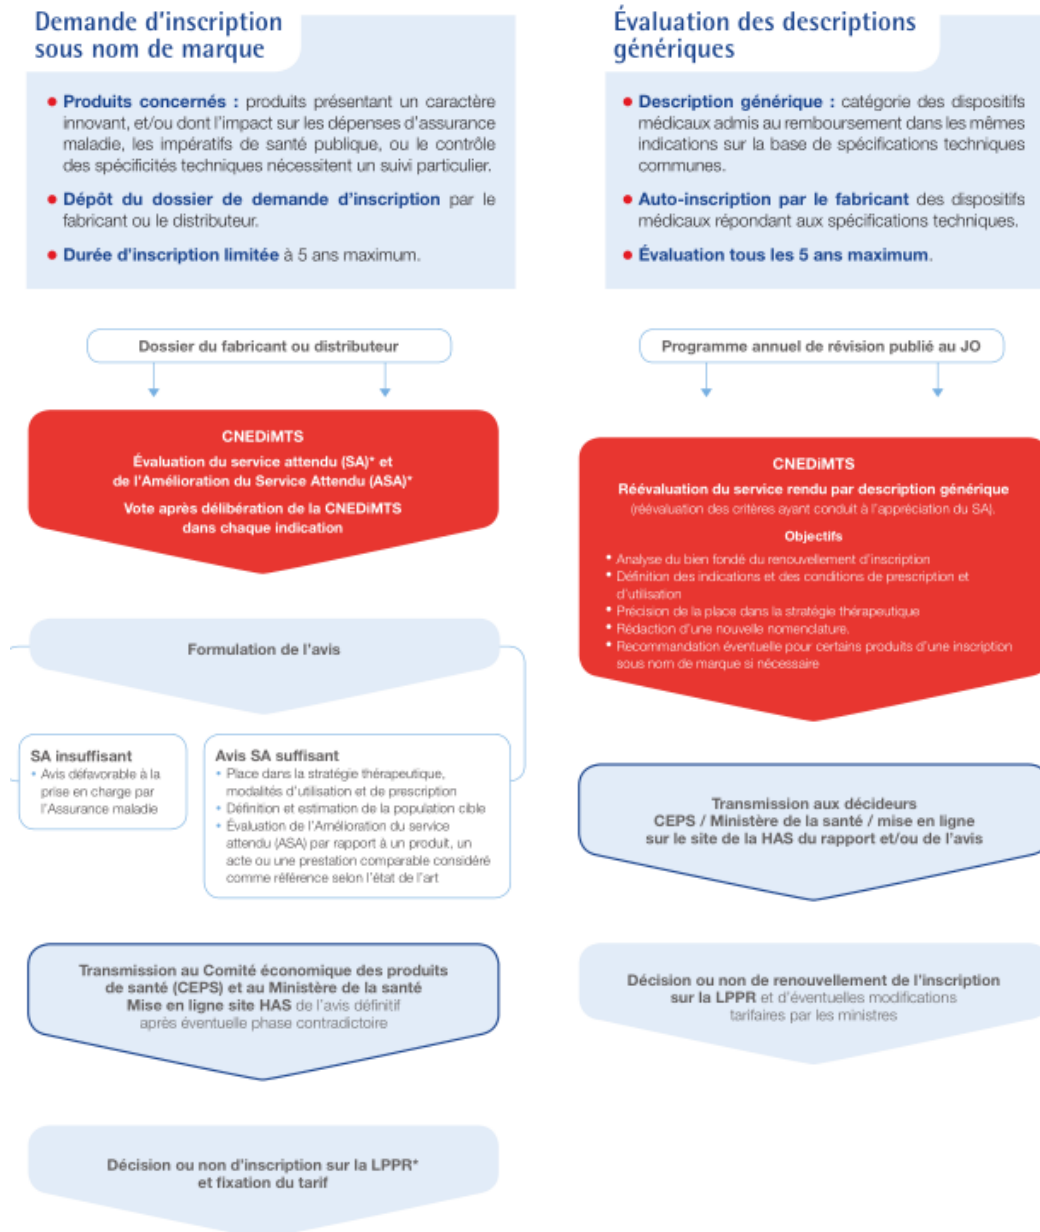 Demande d'inscription
sous nom de marque
• Produits concernés : produits présentant un caractère
innovant, et/ou dont l'impact sur les dépenses d'assurance
maladie, les impératifs de santé publique, ou le contrôle
des spécificités techniques nécessitent un suivi particulier.
• Dépôt du dossier de demande d'inscription par le
fabricant ou le distributeur.
• Durée d'inscription limitée à 5 ans maximum.
Dossier du fabricant ou distributeur
CNEDiMTS
Évaluation du service attendu (SA)* et
de l'Amélioration du Service Attendu (ASA)*
Vote après délibération de la CNEDiMTS
dans chaque indication
Formulation de l'avis
SA insuffisant
• Avis défavorable à la
prise en charge par
l'Assurance maladie
Avis SA suffisant
• Place dans la stratégie thérapeutique,
modalités d'utilisation et de prescription
• Définition et estimation de la population cible
• Évaluation de l'Amélioration du service
attendu (ASA) par rapport à un produit, un
acte ou une prestation comparable considéré
comme référence selon l'état de l'art
Transmission au Comité économique des produits
de santé (CEPS) et au Ministère de la santé
Mise en ligne site HAS de l'avis définitif
après éventuelle phase contradictoire
Décision ou non d'inscription sur la LPPR*
et fixation du tarif
Évaluation des descriptions
génériques
• Description générique : catégorie des dispositifs
médicaux admis au remboursement dans les mêmes
indications sur la base de spécifications techniques
communes.
• Auto-inscription par le fabricant des dispositifs
médicaux répondant aux spécifications techniques.
• Évaluation tous les 5 ans maximum.
Programme annuel de révision publié au JO
CNEDiMTS
Réévaluation du service rendu par description générique
(réévaluation des critères ayant conduit à l'appréciation du SA).
Objectifs
• Analyse du bien fondé du renouvellement d'inscription
• Définition des indications et des conditions de prescription et
d'utilisation
• Précision de la place dans la stratégie thérapeutique
• Rédaction d'une nouvelle nomenclature.
• Recommandation éventuelle pour certains produits d'une inscription
sous nom de marque si nécessaire
Transmission aux décideurs
CEPS / Ministère de la santé / mise en ligne
sur le site de la HAS du rapport et/ou de l'avis
Décision ou non de renouvellement de l'inscription
sur la LPPR et d'éventuelles modifications
tarifaires par les ministres